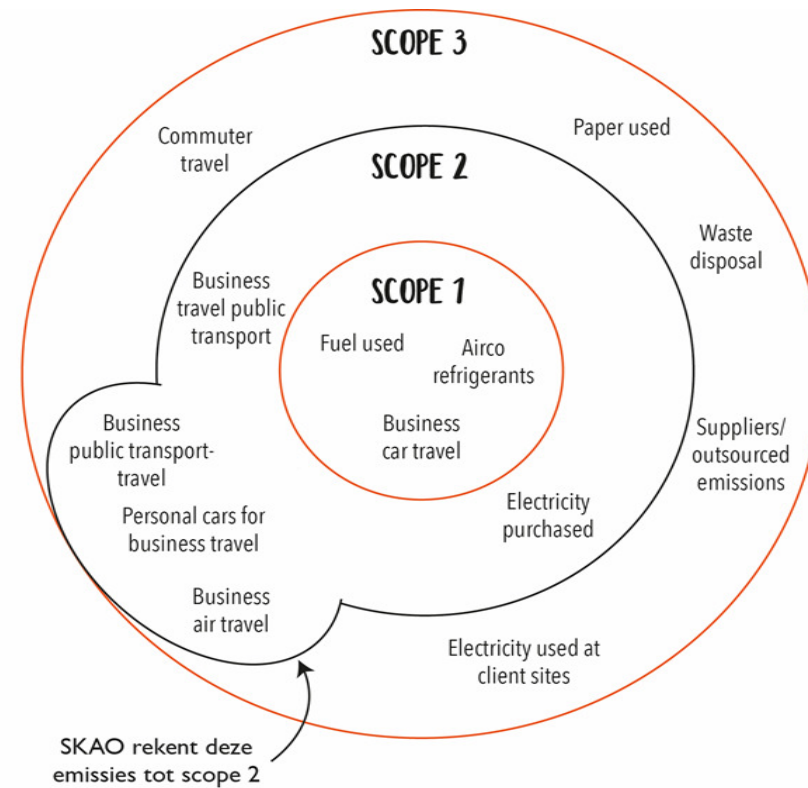 SCOPE 3
Commuter
travel
Paper used
SCOPE 2
Waste
disposal
Business
travel public
transport
SCOPE 1
Fuel used
Airco
refrigerants
Business
car travel
Business
public transport-
travel
Suppliers/
outsourced
emissions
Personal cars for
business travel
Electricity
purchased
Business
air travel
Electricity used at
client sites
SKAO rekent deze
emissies tot scope 2